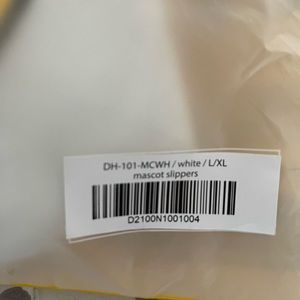 DH-101-MCWH / white / L/XL
mascot slippers
D2100N1001004